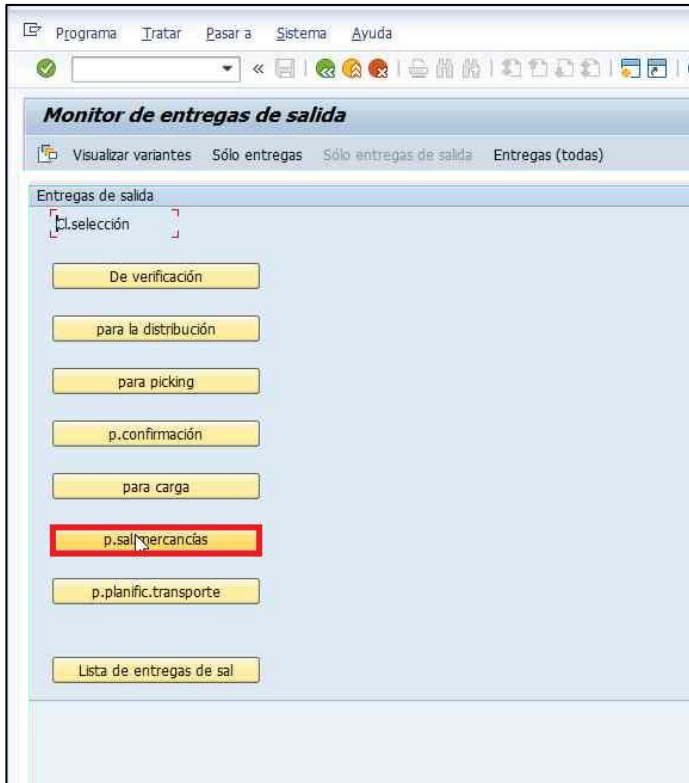 Programa Tratar Pasar a Sistema Ayuda
Monitor de entregas de salida
Visualizar variantes Sólo entregas Sólo entregas de salida Entregas (todas)
Entregas de salida
Cl.selección
De verificación
para la distribución
para picking
p.confirmación
para carga
p.sal.mercancías
p.planific.transporte
Lista de entregas de sal